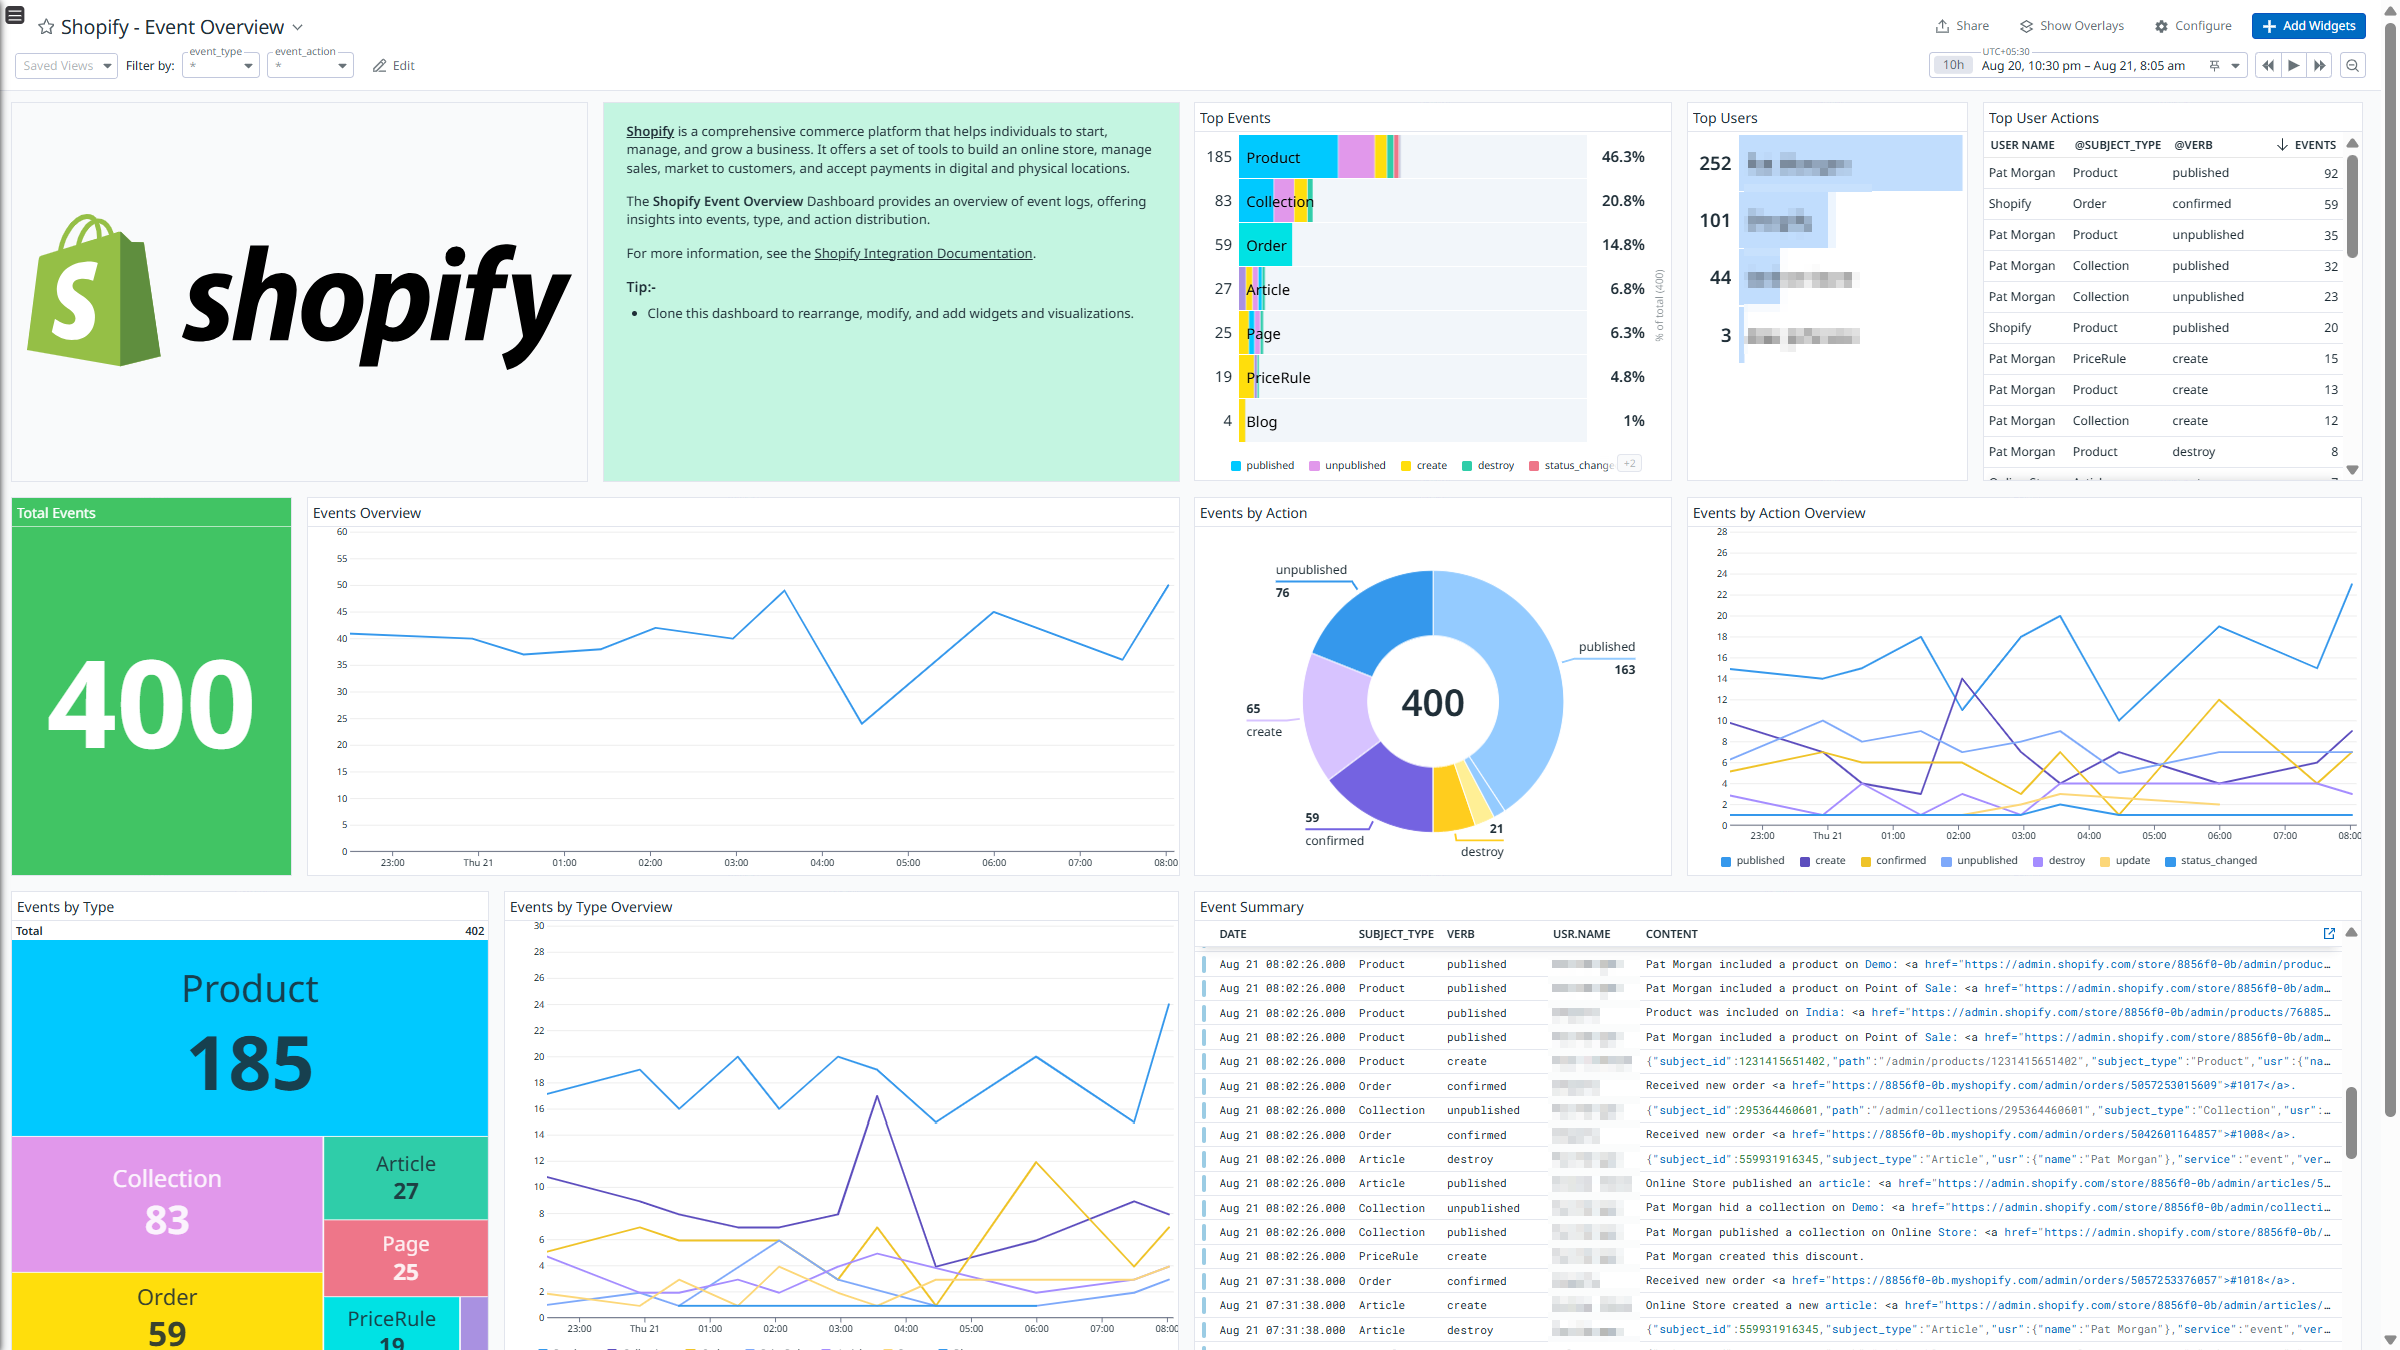 Shopify - Event Overview
Share
Show Overlays
Configure
Add Widgets
Saved Views
Filter by:
event_type
*
event_action
*
Edit
UTC+05:30
10h
Aug 20, 10:30 pm – Aug 21, 8:05 am
shopify
Shopify is a comprehensive commerce platform that helps individuals to start,
manage, and grow a business. It offers a set of tools to build an online store, manage
sales, market to customers, and accept payments in digital and physical locations.
The Shopify Event Overview Dashboard provides an overview of event logs, offering
insights into events, type, and action distribution.
For more information, see the Shopify Integration Documentation.
Tip:-
• Clone this dashboard to rearrange, modify, and add widgets and visualizations.
Top Events
185 Product 46.3%
83 Collection 20.8%
59 Order 14.8%
27 Article 6.8%
25 Page 6.3%
19 PriceRule 4.8%
4 Blog 1%
% of total (400)
published unpublished create destroy status_change +2
Top Users
252
101
44
3
Top User Actions
USER NAME @SUBJECT_TYPE @VERB EVENTS
Pat Morgan Product published 92
Shopify Order confirmed 59
Pat Morgan Product unpublished 35
Pat Morgan Collection published 32
Pat Morgan Collection unpublished 23
Shopify Product published 20
Pat Morgan PriceRule create 15
Pat Morgan Product create 13
Pat Morgan Collection create 12
Pat Morgan Product destroy 8
Total Events
400
Events Overview
60
55
50
45
40
35
30
25
20
15
10
5
0
23:00 Thu 21 01:00 02:00 03:00 04:00 05:00 06:00 07:00 08:00
Events by Action
unpublished
76
published
163
400
65
create
59
confirmed
21
destroy
Events by Action Overview
28
26
24
22
20
18
16
14
12
10
8
6
4
2
0
23:00 Thu 21 01:00 02:00 03:00 04:00 05:00 06:00 07:00 08:00
published create confirmed unpublished destroy update status_changed
Events by Type
Total 402
Product
185
Collection
83
Article
27
Page
25
Order
59
PriceRule
19
Events by Type Overview
30
28
26
24
22
20
18
16
14
12
10
8
6
4
2
0
23:00 Thu 21 01:00 02:00 03:00 04:00 05:00 06:00 07:00 08:00
Event Summary
DATE SUBJECT_TYPE VERB USR.NAME CONTENT
Aug 21 08:02:26.000 Product published Pat Morgan included a product on Demo: <a href="https://admin.shopify.com/store/8856f0-0b/admin/produc…
Aug 21 08:02:26.000 Product published Pat Morgan included a product on Point of Sale: <a href="https://admin.shopify.com/store/8856f0-0b/adm…
Aug 21 08:02:26.000 Product published Product was included on India: <a href="https://admin.shopify.com/store/8856f0-0b/admin/products/76885…
Aug 21 08:02:26.000 Product published Pat Morgan included a product on Point of Sale: <a href="https://admin.shopify.com/store/8856f0-0b/adm…
Aug 21 08:02:26.000 Product create {"subject_id":1231415651402,"path":"/admin/products/1231415651402","subject_type":"Product","usr":{"na…
Aug 21 08:02:26.000 Order confirmed Received new order <a href="https://8856f0-0b.myshopify.com/admin/orders/5057253015609">#1017</a>.
Aug 21 08:02:26.000 Collection unpublished {"subject_id":295364460601,"path":"/admin/collections/295364460601","subject_type":"Collection","usr":…
Aug 21 08:02:26.000 Order confirmed Received new order <a href="https://8856f0-0b.myshopify.com/admin/orders/5042601164857">#1008</a>.
Aug 21 08:02:26.000 Article destroy {"subject_id":559931916345,"subject_type":"Article","usr":{"name":"Pat Morgan"},"service":"event","ver…
Aug 21 08:02:26.000 Article published Online Store published an article: <a href="https://admin.shopify.com/store/8856f0-0b/admin/articles/5…
Aug 21 08:02:26.000 Collection unpublished Pat Morgan hid a collection on Demo: <a href="https://admin.shopify.com/store/8856f0-0b/admin/collecti…
Aug 21 08:02:26.000 Collection published Pat Morgan published a collection on Online Store: <a href="https://admin.shopify.com/store/8856f0-0b/…
Aug 21 08:02:26.000 PriceRule create Pat Morgan created this discount.
Aug 21 07:31:38.000 Order confirmed Received new order <a href="https://8856f0-0b.myshopify.com/admin/orders/5057253376057">#1018</a>.
Aug 21 07:31:38.000 Article create Online Store created a new article: <a href="https://admin.shopify.com/store/8856f0-0b/admin/articles/…
Aug 21 07:31:38.000 Article destroy {"subject_id":559931916345,"subject_type":"Article","usr":{"name":"Pat Morgan"},"service":"event","ver…